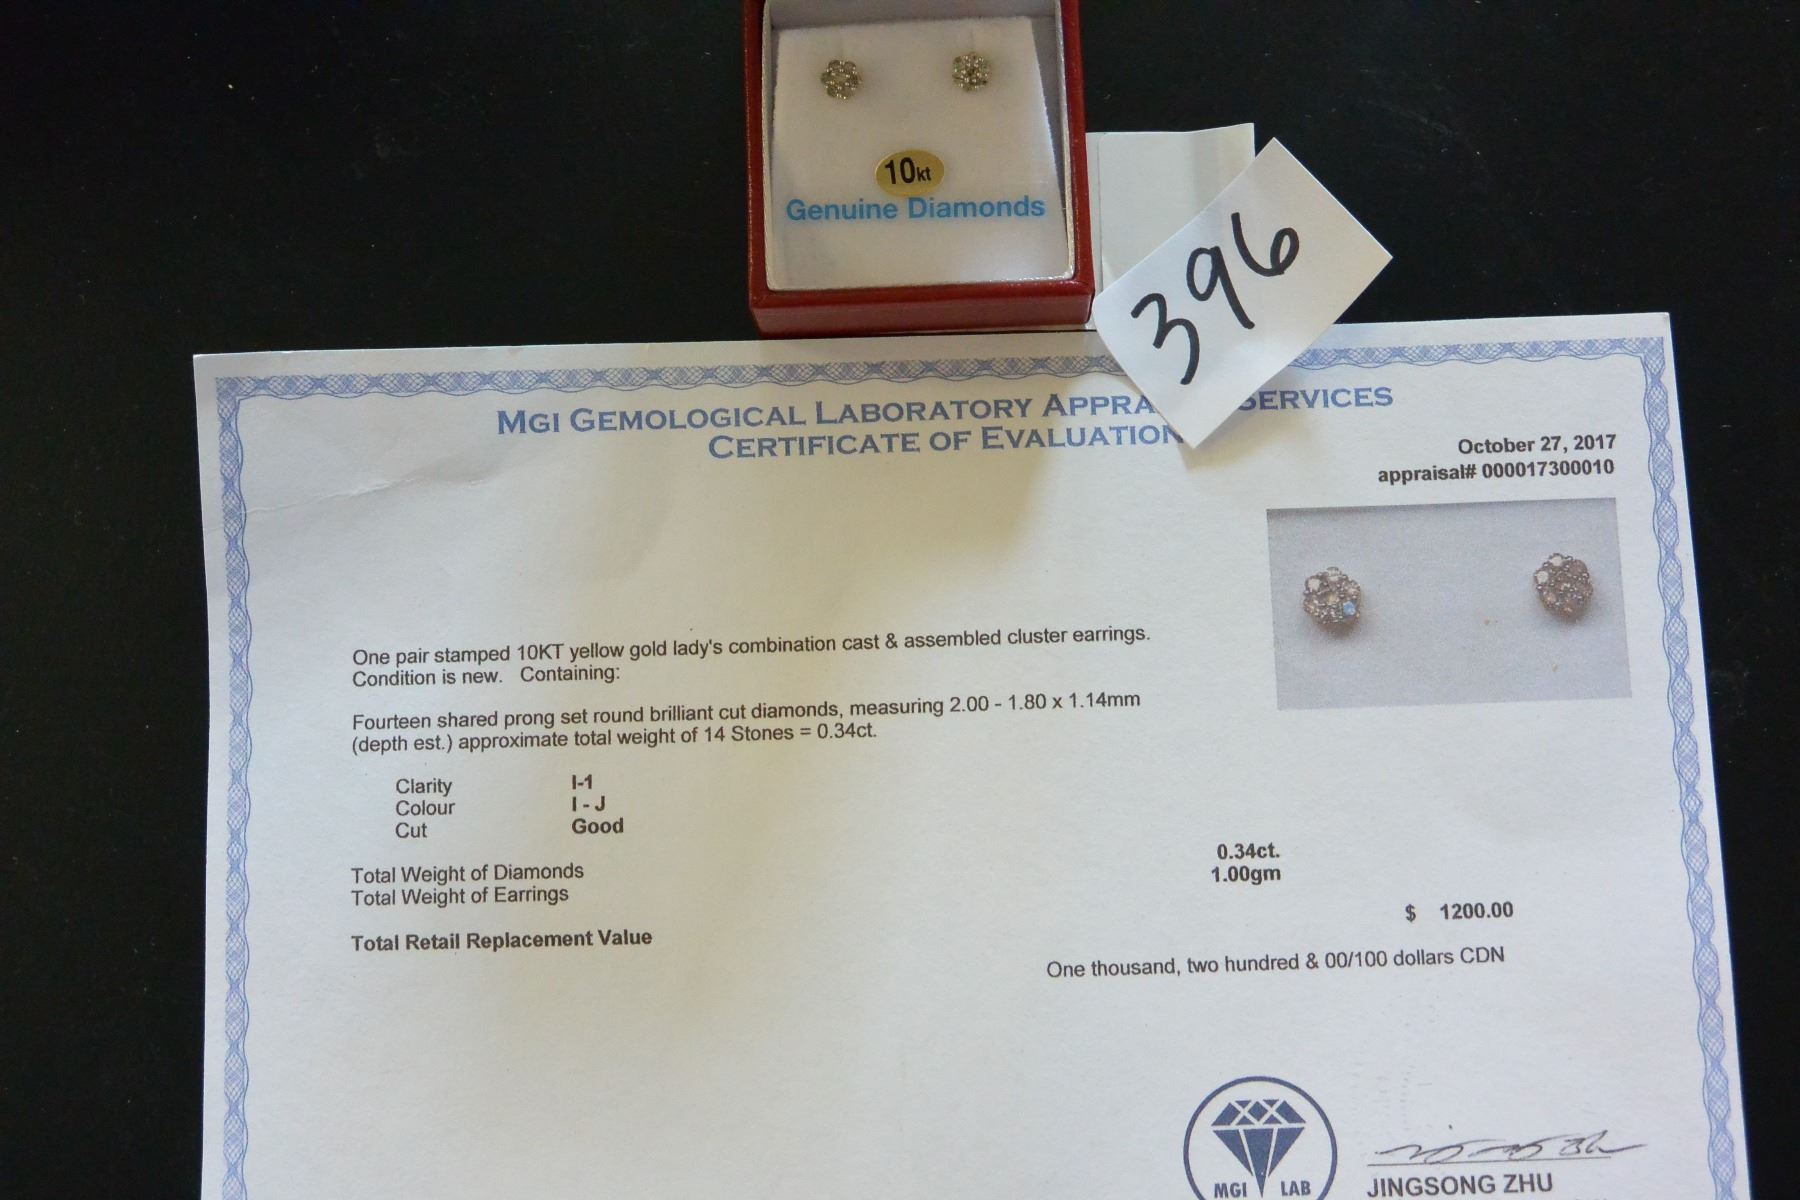 10kt
Genuine Diamonds
396
MGI GEMOLOGICAL LABORATORY APPRA SERVICES
CERTIFICATE OF EVALUATION
October 27, 2017
appraisal# 000017300010
One pair stamped 10KT yellow gold lady's combination cast & assembled cluster earrings.
Condition is new. Containing:
Fourteen shared prong set round brilliant cut diamonds, measuring 2.00 - 1.80 x 1.14mm
(depth est.) approximate total weight of 14 Stones = 0.34ct.
Clarity I-1
Colour I - J
Cut Good
Total Weight of Diamonds 0.34ct.
Total Weight of Earrings 1.00gm
Total Retail Replacement Value $ 1200.00
One thousand, two hundred & 00/100 dollars CDN
MGI LAB
JINGSONG ZHU